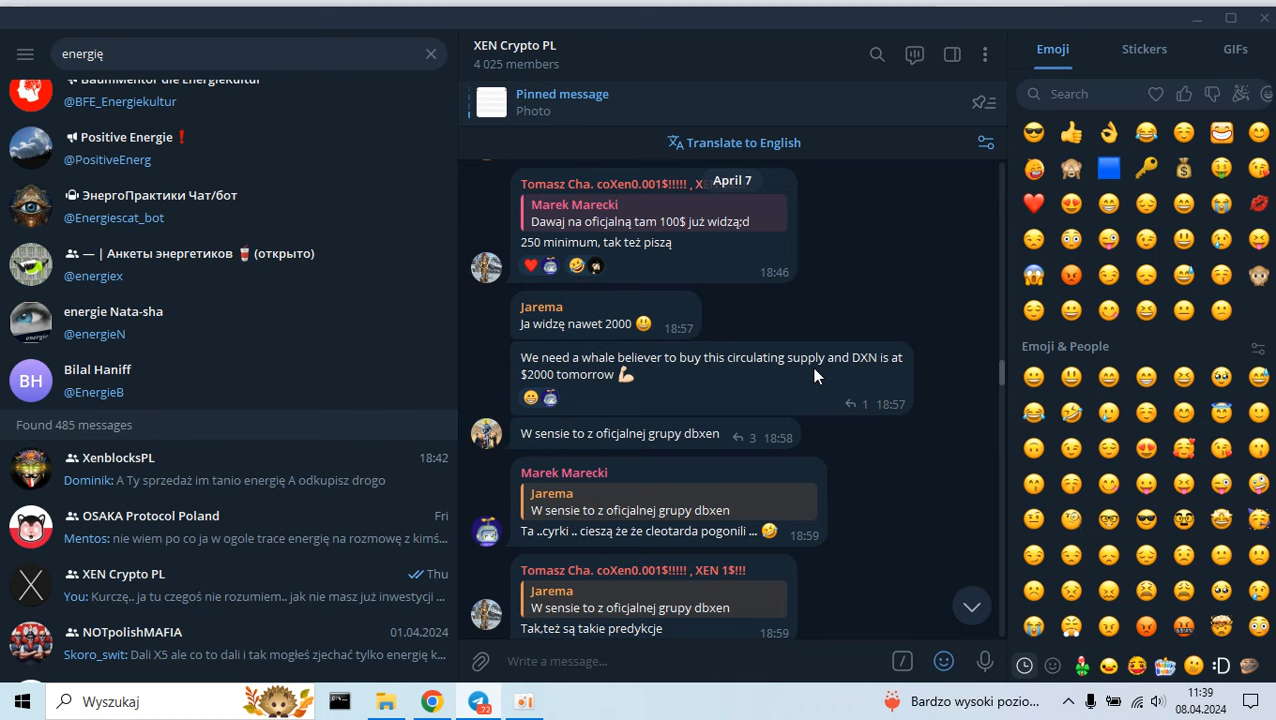 energię
BaumMentor die EnergieKultur
@BFE_Energiekultur
Positive Energie
@PositiveEnerg
ЭнергоПрактики Чат/бот
@Energiescat_bot
— | Анкеты энергетиков (открыто)
@energiex
energie Nata-sha
@energieN
energie
BH
Bilal Haniff
@EnergieB
Found 485 messages
XenblocksPL
18:42
Dominik: A Ty sprzedaż im tanio energię A odkupisz drogo
OSAKA Protocol Poland
Fri
Mentos: nie wiem po co ja w ogole trace energię na rozmowę z kimś...
XEN Crypto PL
Thu
You: Kurczę.. ja tu czegoś nie rozumiem.. jak nie masz już inwestycji ...
NOTpolishMAFIA
01.04.2024
Skoro_swit: Dali X5 ale co to dali i tak mogłeś zjechać tylko energię k...
XEN Crypto PL
4 025 members
Pinned message
Photo
Translate to English
April 7
Tomasz Cha. coXen0.001$!!!!! , XE
Marek Marecki
Dawaj na oficjalną tam 100$ już widzą;d
250 minimum, tak też piszą
18:46
Jarema
Ja widzę nawet 2000
18:57
We need a whale believer to buy this circulating supply and DXN is at
$2000 tomorrow
1 18:57
W sensie to z oficjalnej grupy dbxen
3 18:58
Marek Marecki
Jarema
W sensie to z oficjalnej grupy dbxen
Ta ..cyrki .. cieszą że że cleotarda pogonili ...
18:59
Tomasz Cha. coXen0.001$!!!!! , XEN 1$!!!
Jarema
W sensie to z oficjalnej grupy dbxen
Tak,też są takie predykcje
18:59
Write a message...
Emoji
Stickers
GIFs
Search
Emoji & People
:D
Wyszukaj
72
Bardzo wysoki pozio...
11:39
08.04.2024